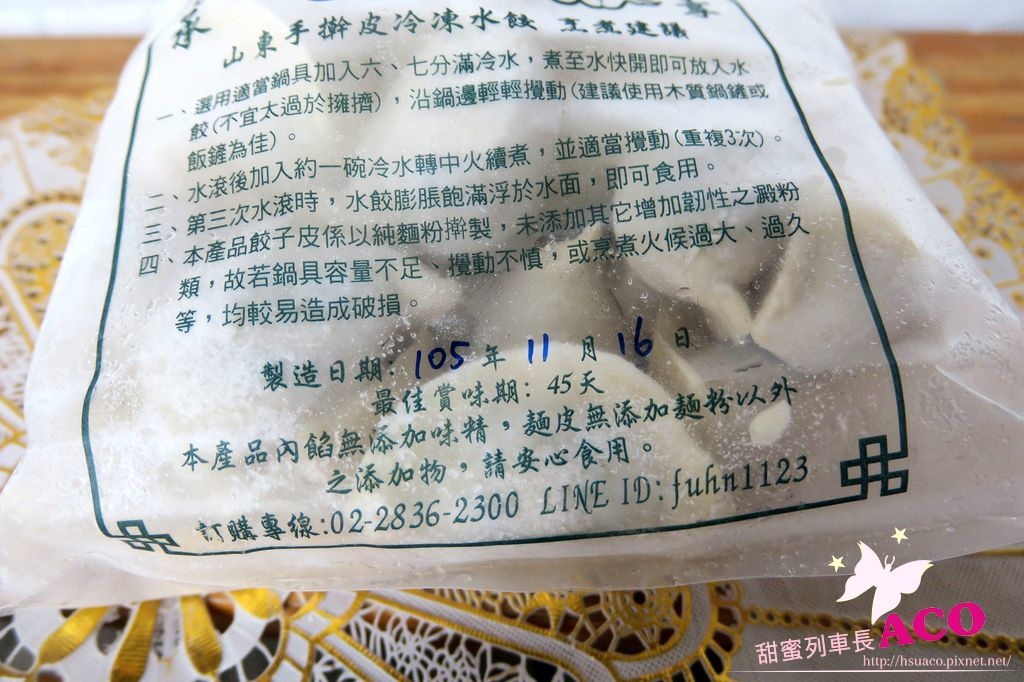 永
山東手擀皮冷凍水餃 烹煮建議
一、選用適當鍋具加入六、七分滿冷水，煮至水快開即可放入水
餃(不宜太過於擁擠)，沿鍋邊輕輕攪動(建議使用木質鍋鏟或
飯鏟為佳)。
二、水滾後加入約一碗冷水轉中火續煮，並適當攪動(重複3次)。
三、第三次水滾時，水餃膨脹飽滿浮於水面，即可食用。
四、本產品餃子皮係以純麵粉擀製，未添加其它增加韌性之澱粉
類，故若鍋具容量不足、攪動不慎，或烹煮火候過大、過久
等，均較易造成破損。
製造日期: 105 年 11 月 16 日
最佳賞味期: 45天
本產品內餡無添加味精，麵皮無添加麵粉以外
之添加物，請安心食用。
訂購專線:02-2836-2300 LINE ID: fuhn1123
甜蜜列車長ACO
http://hsuaco.pixnet.net/